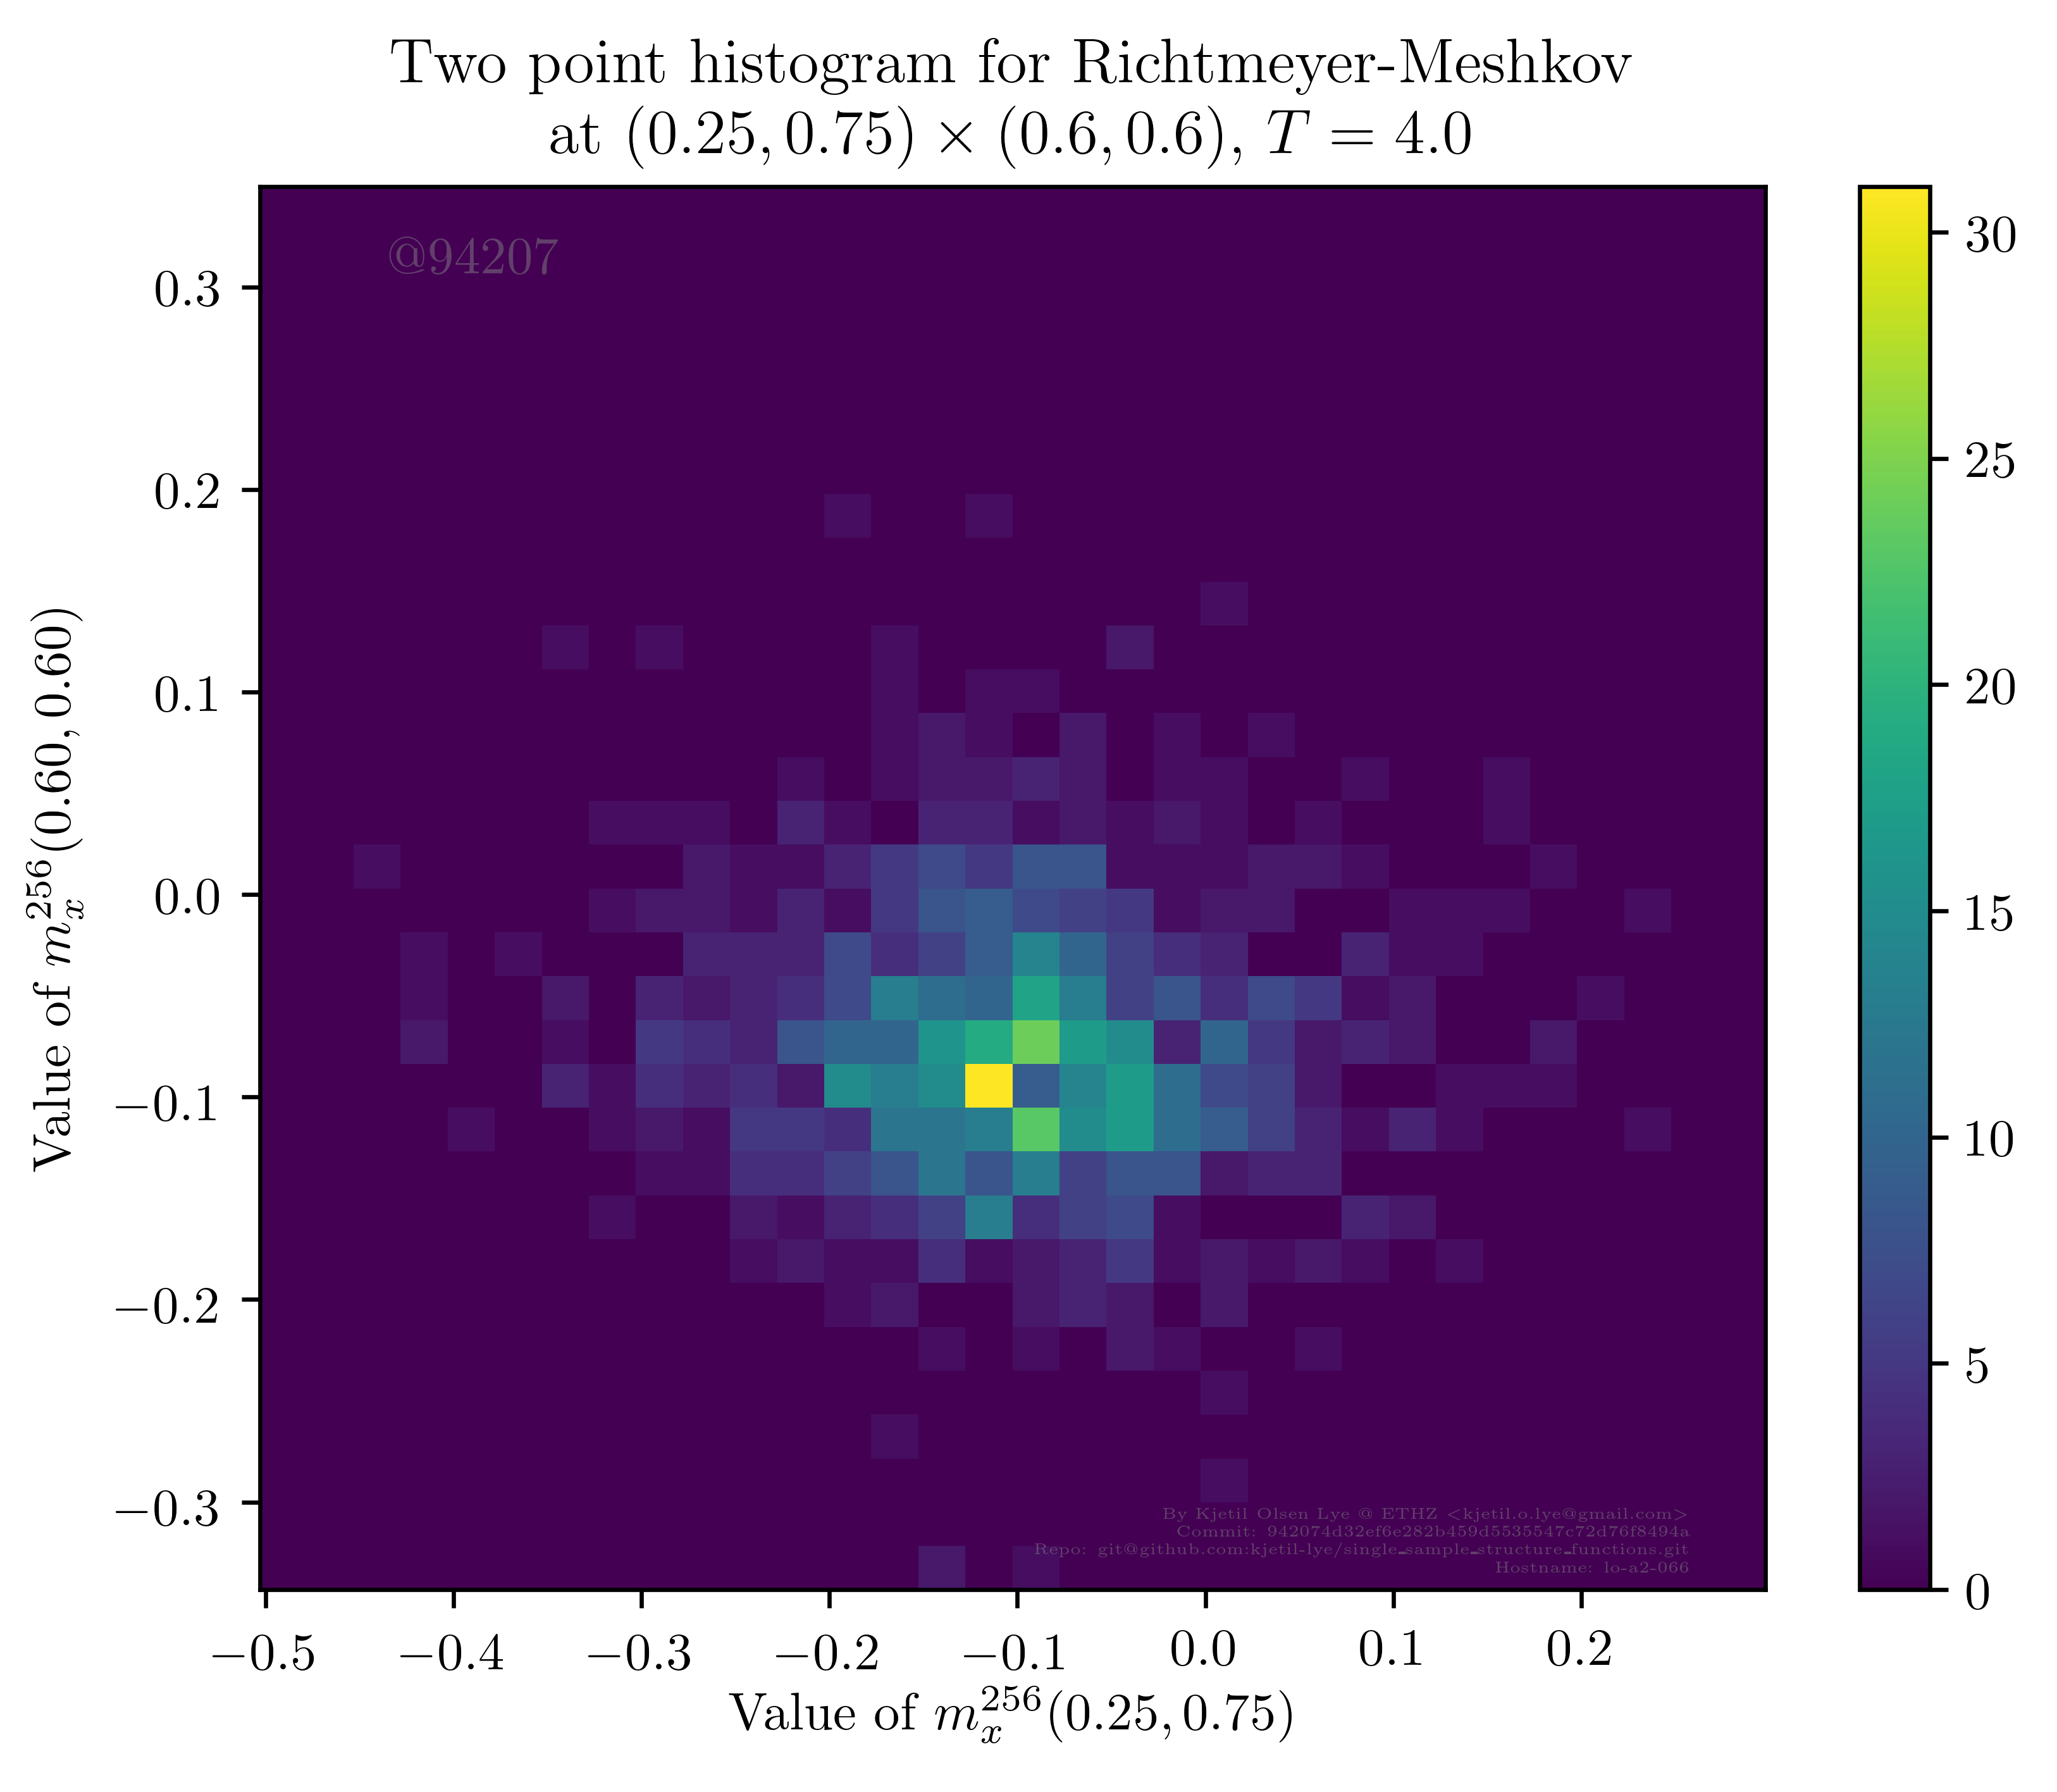 Two point histogram for Richtmeyer-Meshkov
at (0.25, 0.75) × (0.6, 0.6), T = 4.0
@94207
0.3
0.2
0.1
0.0
−0.1
−0.2
−0.3
Value of m_x^{256}(0.60, 0.60)
−0.5 −0.4 −0.3 −0.2 −0.1 0.0 0.1 0.2
Value of m_x^{256}(0.25, 0.75)
30
25
20
15
10
5
0
By Kjetil Olsen Lye @ ETHZ <kjetil.o.lye@gmail.com>
Commit: 942074d32ef6e282b459d5535547c72d76f8494a
Repo: git@github.com:kjetil-lye/single_sample_structure_functions.git
Hostname: lo-a2-066